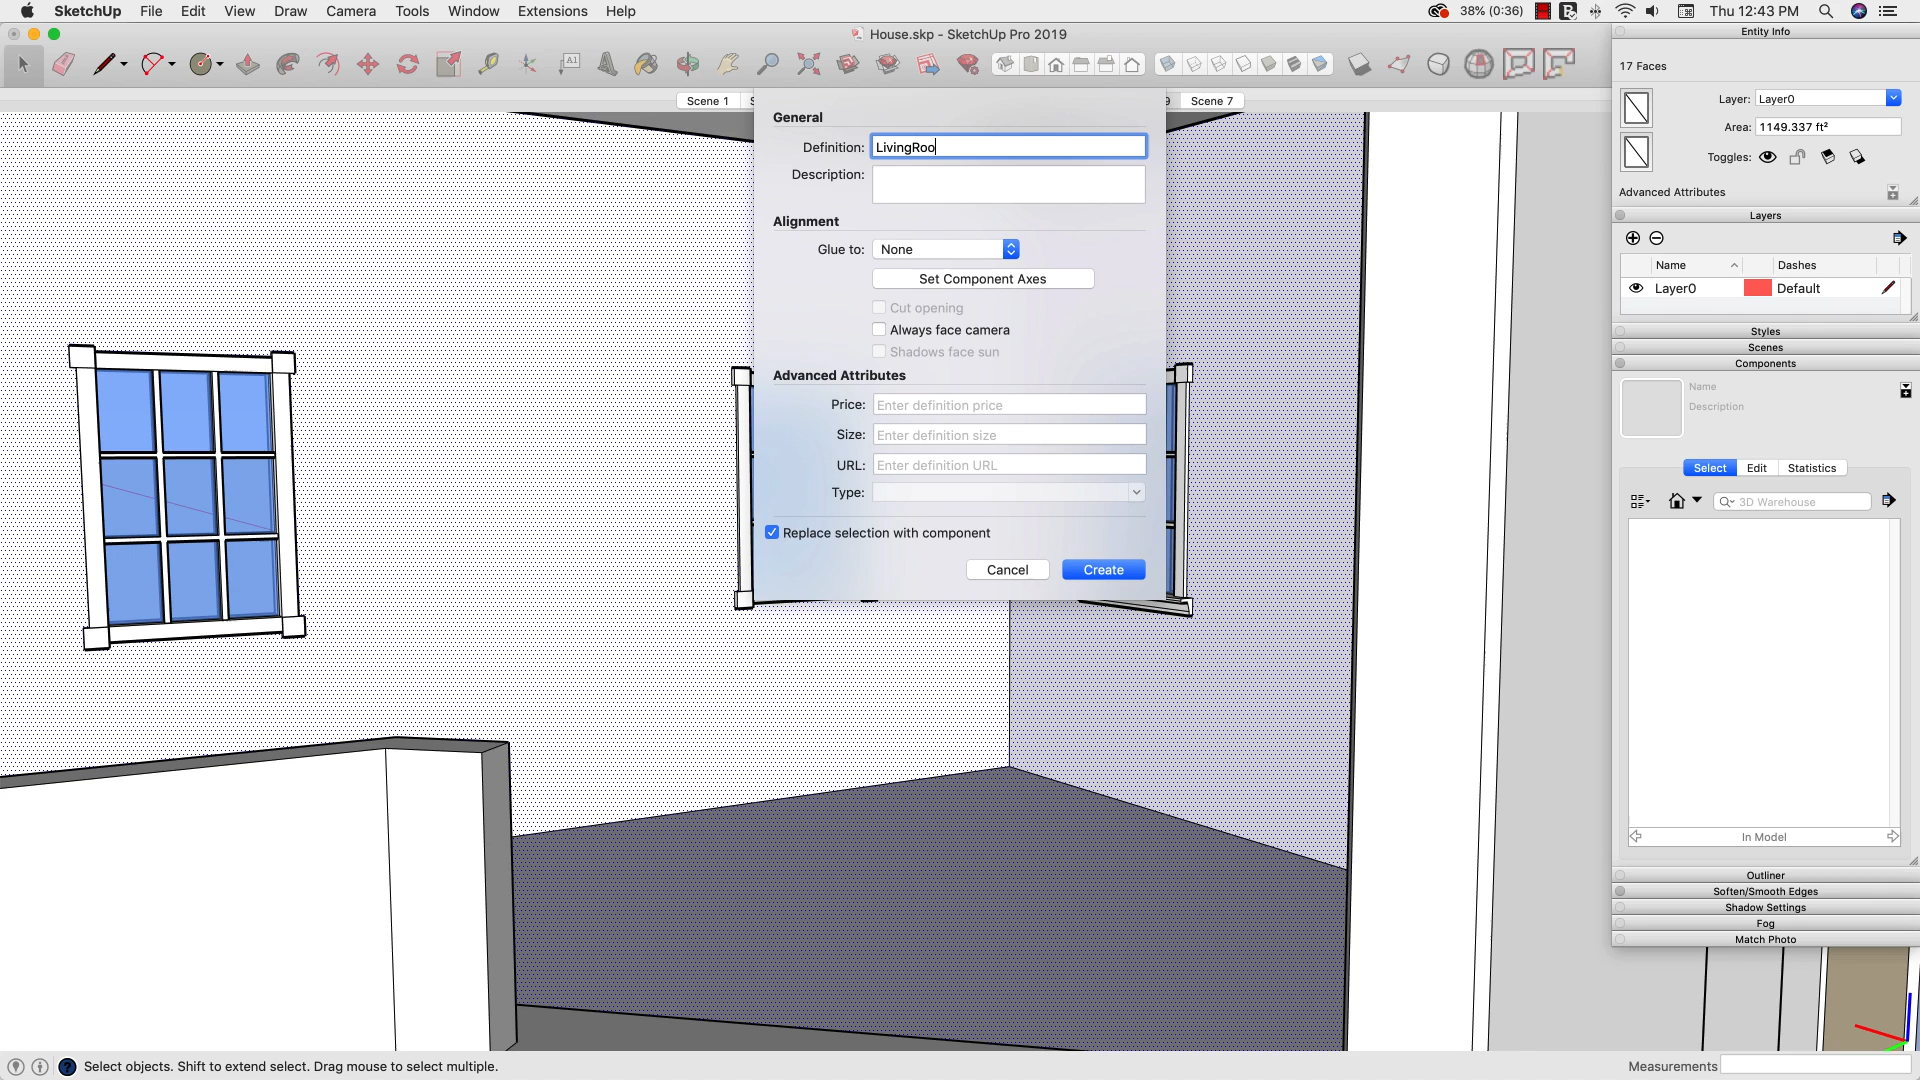 SketchUp File Edit View Draw Camera Tools Window Extensions Help
38% (0:36) Thu 12:43 PM
House.skp - SketchUp Pro 2019
A1
Scene 1 Scene 7
General
Definition: LivingRoo
Description:
Alignment
Glue to: None
Set Component Axes
Cut opening
Always face camera
Shadows face sun
Advanced Attributes
Price: Enter definition price
Size: Enter definition size
URL: Enter definition URL
Type:
Replace selection with component
Cancel Create
Entity Info
17 Faces
Layer: Layer0
Area: 1149.337 ft²
Toggles:
Advanced Attributes
Layers
Name Dashes
Layer0 Default
Styles
Scenes
Components
Name
Description
Select Edit Statistics
3D Warehouse
In Model
Outliner
Soften/Smooth Edges
Shadow Settings
Fog
Match Photo
Select objects. Shift to extend select. Drag mouse to select multiple.
Measurements